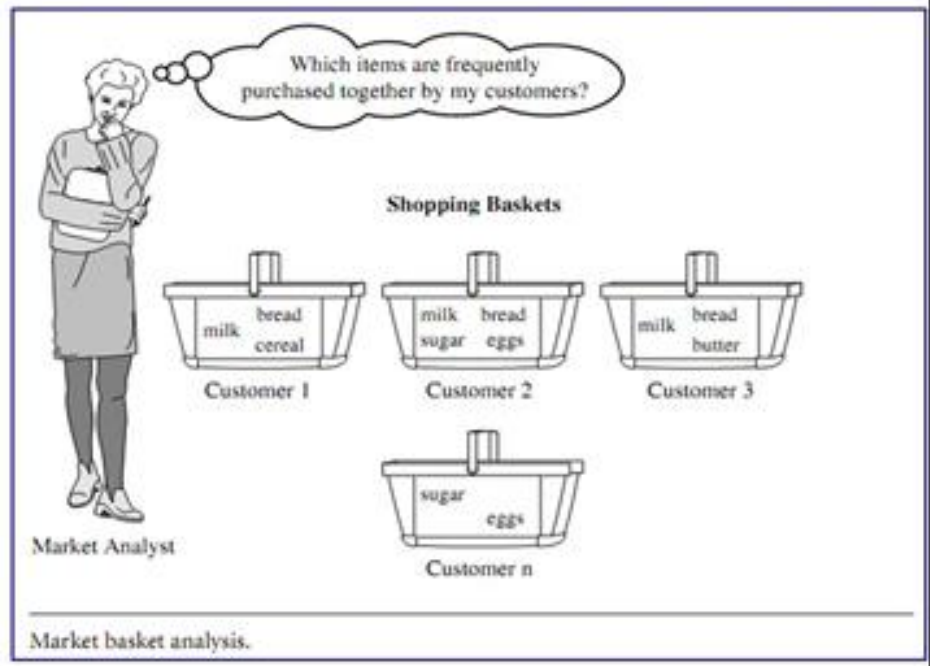 Which items are frequently
purchased together by my customers?
Shopping Baskets
milk bread
cereal
Customer 1
milk bread
sugar eggs
Customer 2
milk bread
butter
Customer 3
sugar
eggs
Customer n
Market Analyst
Market basket analysis.